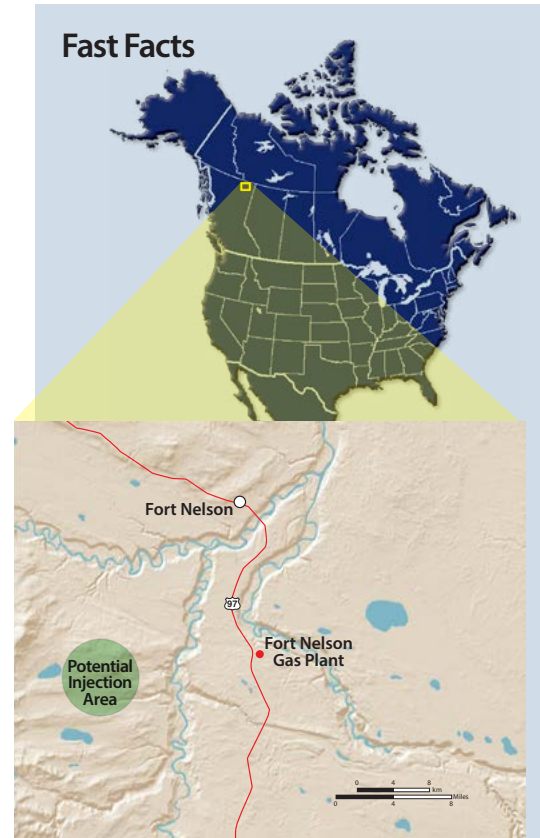 Fast Facts
Fort Nelson
97
Fort Nelson
Gas Plant
Potential
Injection
Area
0 4 8
km
Miles
0 4 8